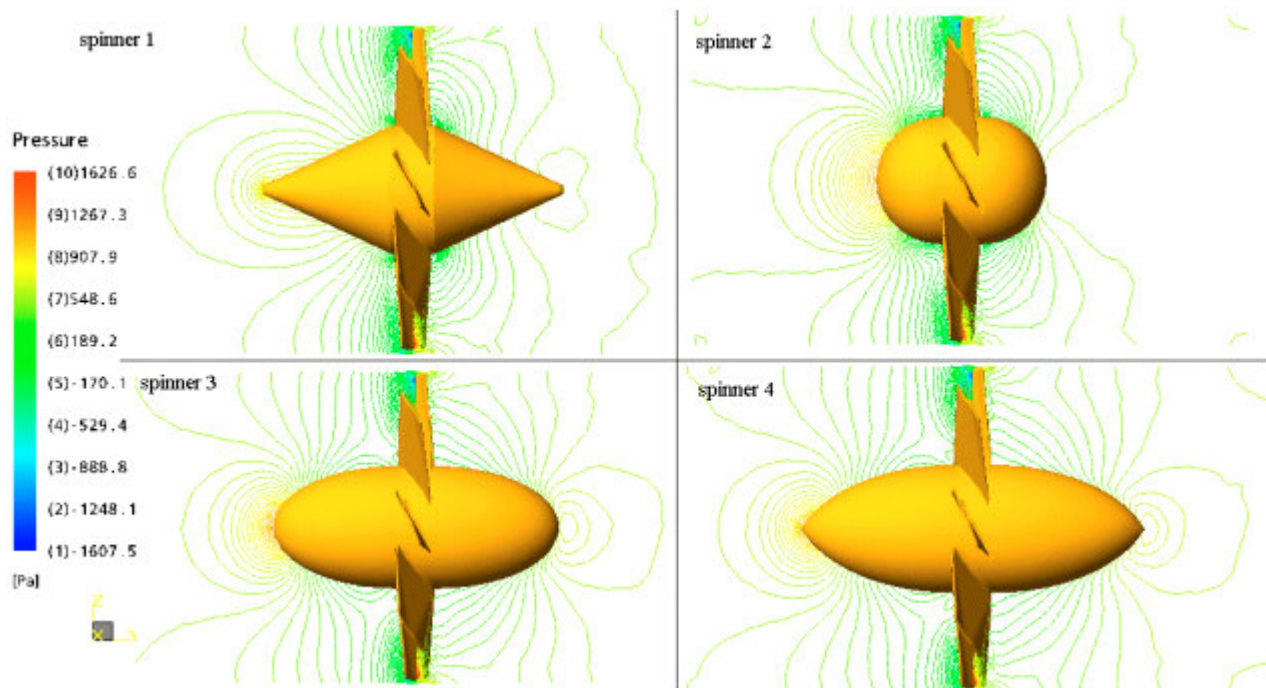 spinner 1
spinner 2
Pressure
(10)1626.6
(9)1267.3
(8)907.9
(7)548.6
(6)189.2
(5)-170.1
(4)-529.4
(3)-888.8
(2)-1248.1
(1)-1607.5
[Pa]
spinner 3
spinner 4
Z
X
Y